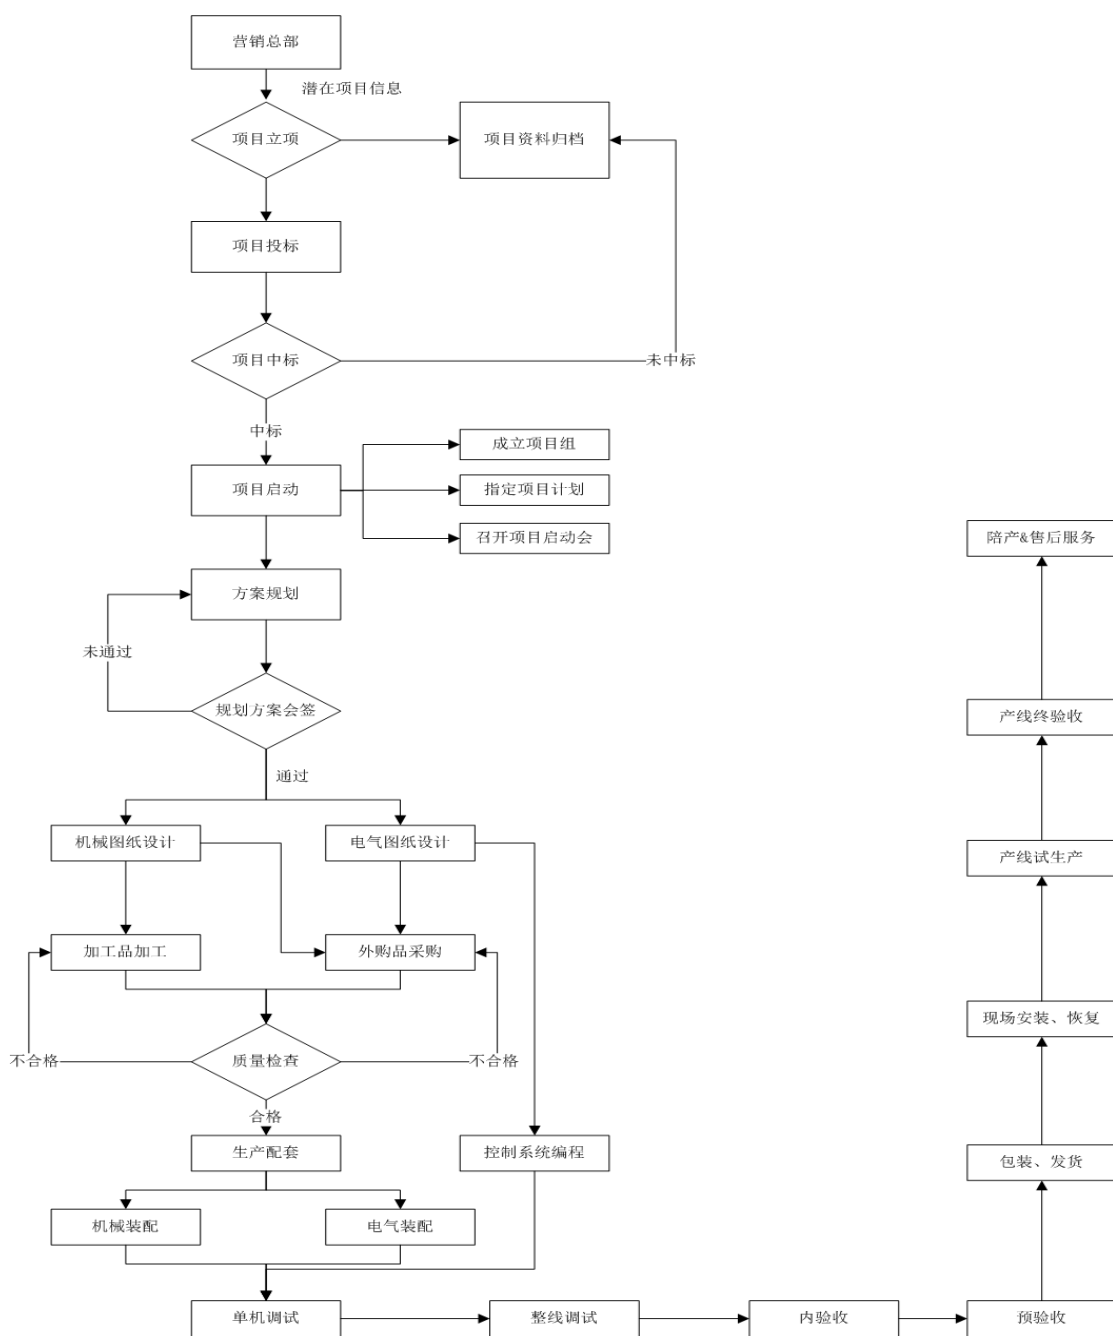 营销总部
潜在项目信息
项目立项
项目资料归档
项目投标
项目中标
未中标
中标
成立项目组
项目启动
指定项目计划
召开项目启动会
陪产&售后服务
方案规划
未通过
规划方案会签
产线终验收
通过
机械图纸设计
电气图纸设计
产线试生产
加工品加工
外购品采购
现场安装、恢复
不合格
质量检查
不合格
合格
生产配套
控制系统编程
包装、发货
机械装配
电气装配
单机调试
整线调试
内验收
预验收